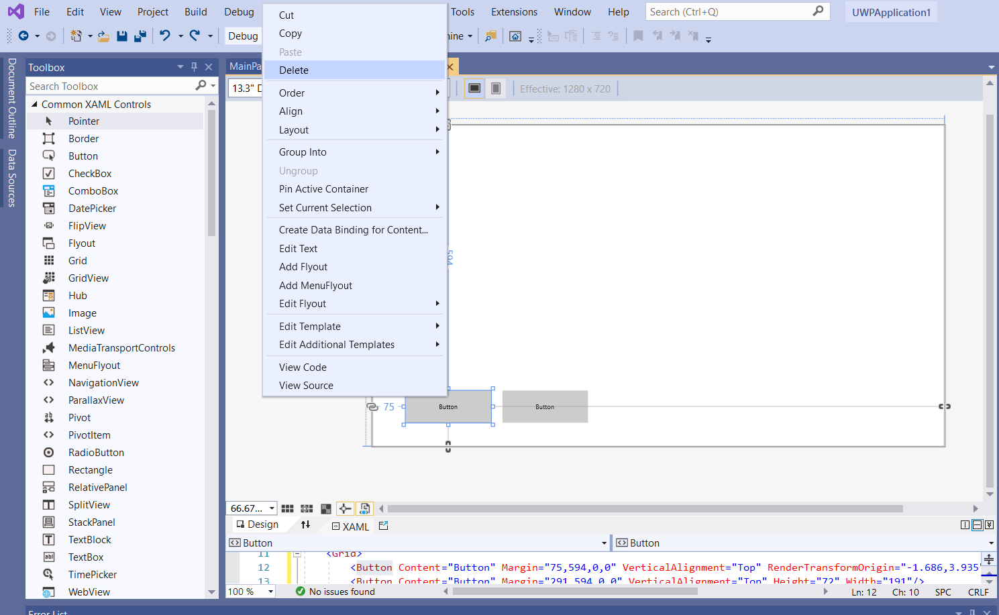 File Edit View Project Build Debug Tools Extensions Window Help Search (Ctrl+Q) UWPApplication1
Debug
Document Outline
Data Sources
Toolbox
Search Toolbox
Common XAML Controls
Pointer
Border
Button
CheckBox
ComboBox
DatePicker
FlipView
Flyout
Grid
GridView
Hub
Image
ListView
MediaTransportControls
MenuFlyout
NavigationView
ParallaxView
Pivot
PivotItem
RadioButton
Rectangle
RelativePanel
SplitView
StackPanel
TextBlock
TextBox
TimePicker
WebView
Cut
Copy
Paste
Delete
Order
Align
Layout
Group Into
Ungroup
Pin Active Container
Set Current Selection
Create Data Binding for Content...
Edit Text
Add Flyout
Add MenuFlyout
Edit Flyout
Edit Template
Edit Additional Templates
View Code
View Source
MainPa
13.3" D
Effective: 1280 x 720
594
75 Button Button
66.67...
Design XAML
Button Button
11 <Grid>
12 <Button Content="Button" Margin="75,594,0,0" VerticalAlignment="Top" RenderTransformOrigin="-1.686,3.935"
13 <Button Content="Button" Margin="291,594,0,0" VerticalAlignment="Top" Height="72" Width="191"/>
100 % No issues found Ln: 12 Ch: 10 SPC CRLF
Error List